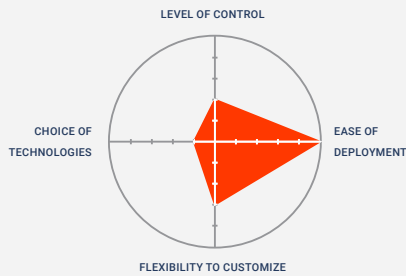 LEVEL OF CONTROL
CHOICE OF
TECHNOLOGIES
EASE OF
DEPLOYMENT
FLEXIBILITY TO CUSTOMIZE